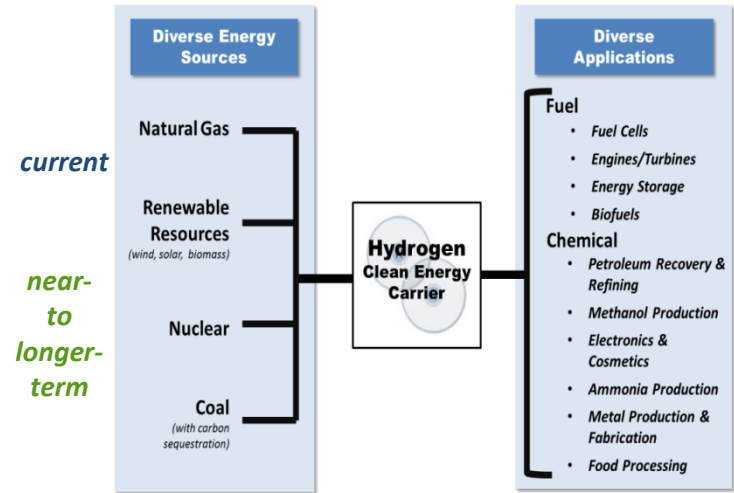 Diverse Energy
Sources
current
near-
to
longer-
term
Natural Gas
Renewable
Resources
(wind, solar, biomass)
Nuclear
Coal
(with carbon
sequestration)
Hydrogen
Clean Energy
Carrier
Diverse
Applications
Fuel
• Fuel Cells
• Engines/Turbines
• Energy Storage
• Biofuels
Chemical
• Petroleum Recovery &
Refining
• Methanol Production
• Electronics &
Cosmetics
• Ammonia Production
• Metal Production &
Fabrication
• Food Processing